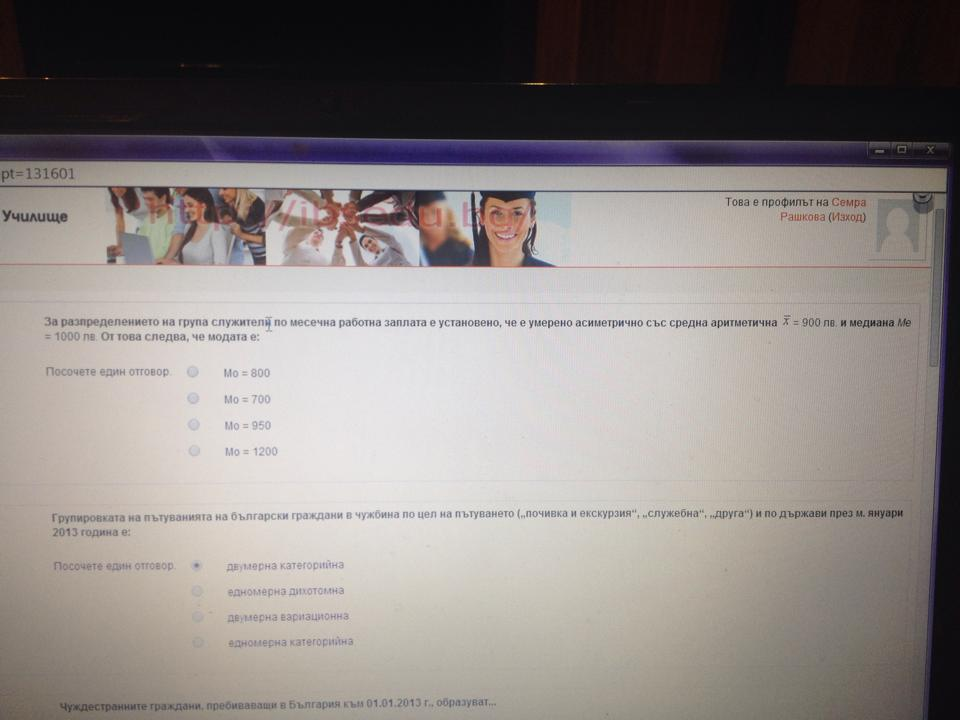 pt=131601
Училище
Това е профилът на Семра
Рашкова (Изход)
За разпределението на група служители по месечна работна заплата е установено, че е умерено асиметрично със средна аритметична x̅ = 900 лв. и медиана Me
= 1000 лв. От това следва, че модата е:
Посочете един отговор.
Mo = 800
Mo = 700
Mo = 950
Mo = 1200
Групировката на пътуванията на български граждани в чужбина по цел на пътуването („почивка и екскурзия“, „служебна“, „друга“) и по държави през м. януари
2013 година е:
Посочете един отговор.
двумерна категорийна
едномерна дихотомна
двумерна вариационна
едномерна категорийна
Чуждестранните граждани, пребиваващи в България към 01.01.2013 г., образуват...